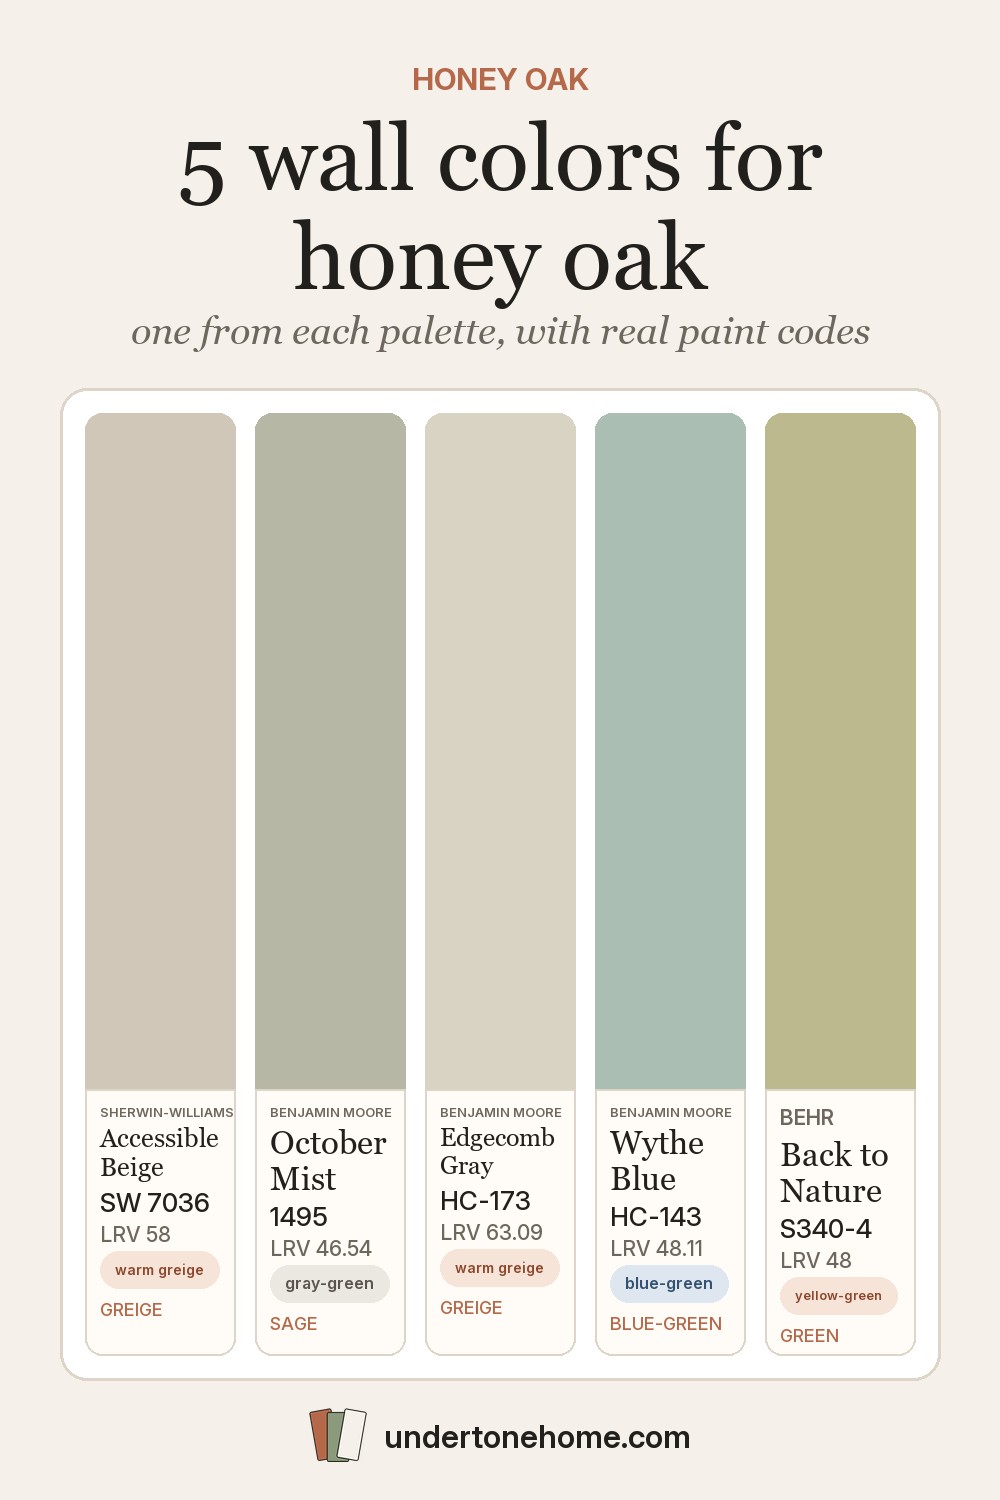 HONEY OAK
5 wall colors for
honey oak
one from each palette, with real paint codes
SHERWIN-WILLIAMS
Accessible
Beige
SW 7036
LRV 58
warm greige
GREIGE
BENJAMIN MOORE
October
Mist
1495
LRV 46.54
gray-green
SAGE
BENJAMIN MOORE
Edgecomb
Gray
HC-173
LRV 63.09
warm greige
GREIGE
BENJAMIN MOORE
Wythe
Blue
HC-143
LRV 48.11
blue-green
BLUE-GREEN
BEHR
Back to
Nature
S340-4
LRV 48
yellow-green
GREEN
undertonehome.com